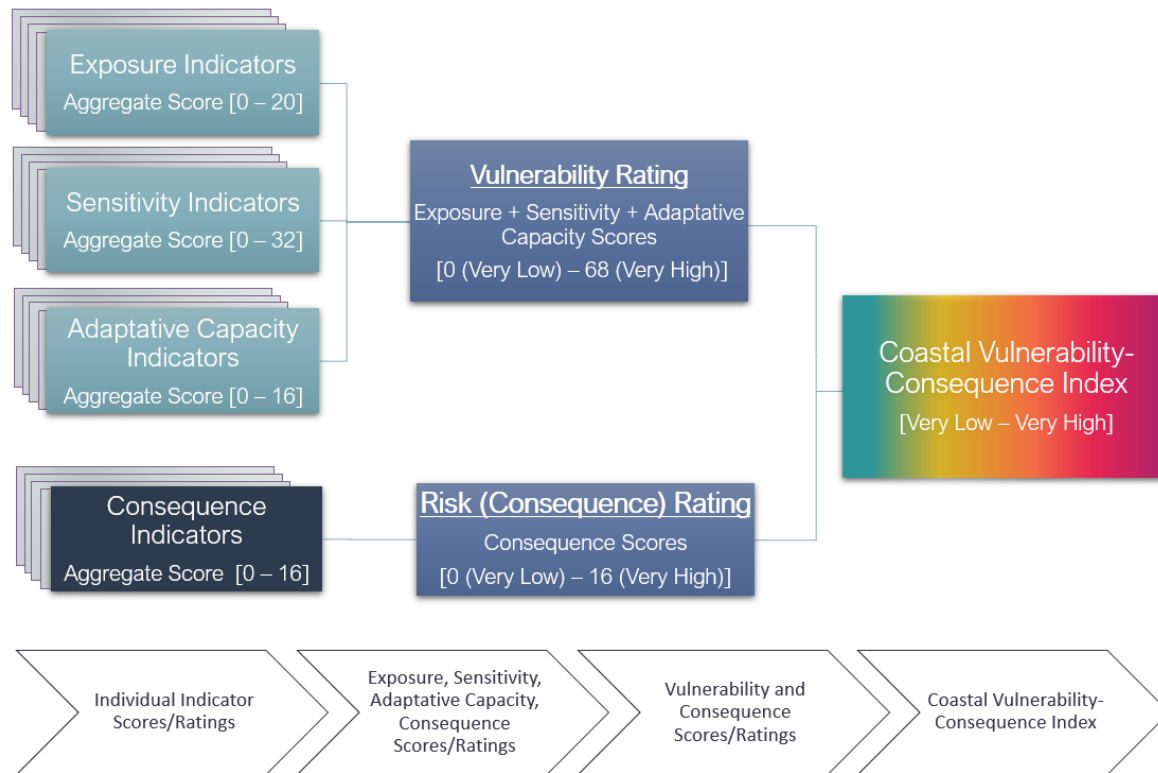 Exposure Indicators
Aggregate Score [0 – 20]
Sensitivity Indicators
Aggregate Score [0 – 32]
Adaptative Capacity
Indicators
Aggregate Score [0 – 16]
Consequence
Indicators
Aggregate Score [0 – 16]
Vulnerability Rating
Exposure + Sensitivity + Adaptative
Capacity Scores
[0 (Very Low) – 68 (Very High)]
Risk (Consequence) Rating
Consequence Scores
[0 (Very Low) – 16 (Very High)]
Coastal Vulnerability-
Consequence Index
[Very Low – Very High]
Individual Indicator
Scores/Ratings
Exposure, Sensitivity,
Adaptative Capacity,
Consequence
Scores/Ratings
Vulnerability and
Consequence
Scores/Ratings
Coastal Vulnerability-
Consequence Index